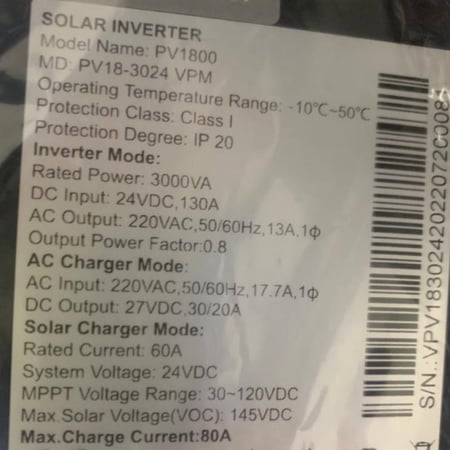 SOLAR INVERTER
Model Name: PV1800
MD: PV18-3024 VPM
Operating Temperature Range: -10℃~50℃
Protection Class: Class I
Protection Degree: IP 20
Inverter Mode:
Rated Power: 3000VA
DC Input: 24VDC,130A
AC Output: 220VAC,50/60Hz,13A,1ф
Output Power Factor:0.8
AC Charger Mode:
AC Input: 220VAC,50/60Hz,17.7A,1ф
DC Output: 27VDC,30/20A
Solar Charger Mode:
Rated Current: 60A
System Voltage: 24VDC
MPPT Voltage Range: 30~120VDC
Max.Solar Voltage(VOC): 145VDC
Max.Charge Current:80A